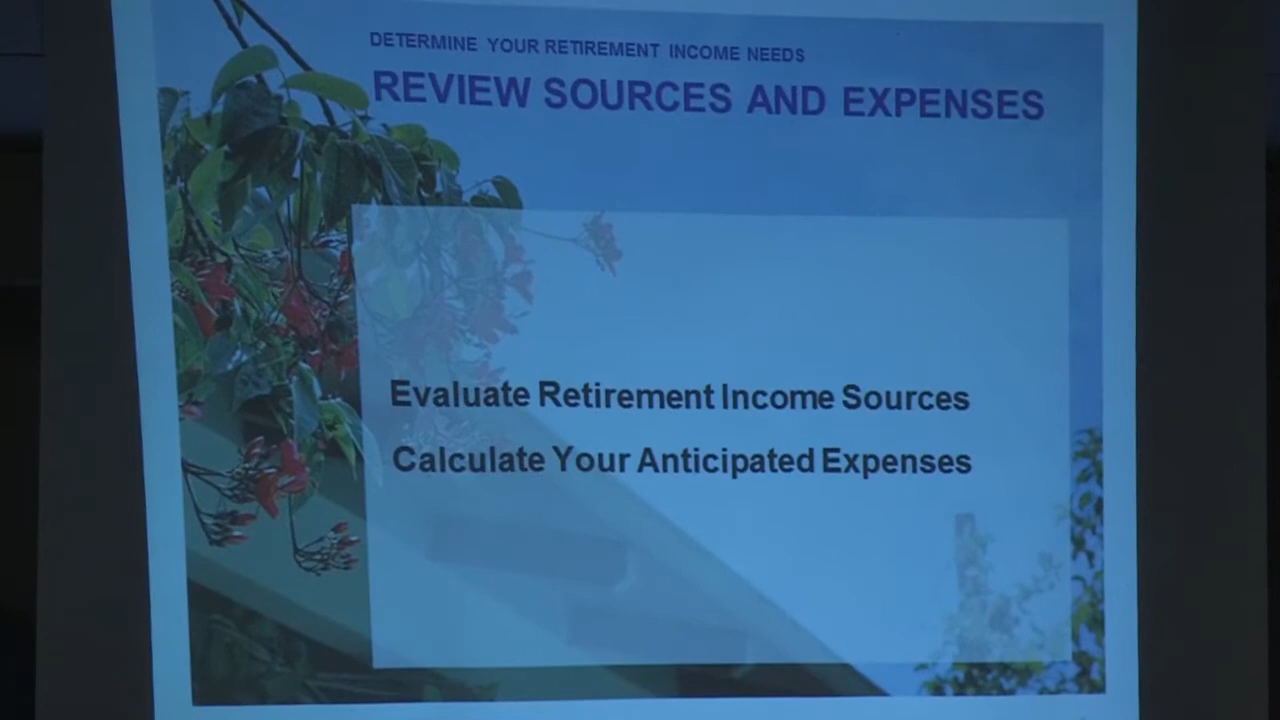 DETERMINE YOUR RETIREMENT INCOME NEEDS
REVIEW SOURCES AND EXPENSES
Evaluate Retirement Income Sources
Calculate Your Anticipated Expenses